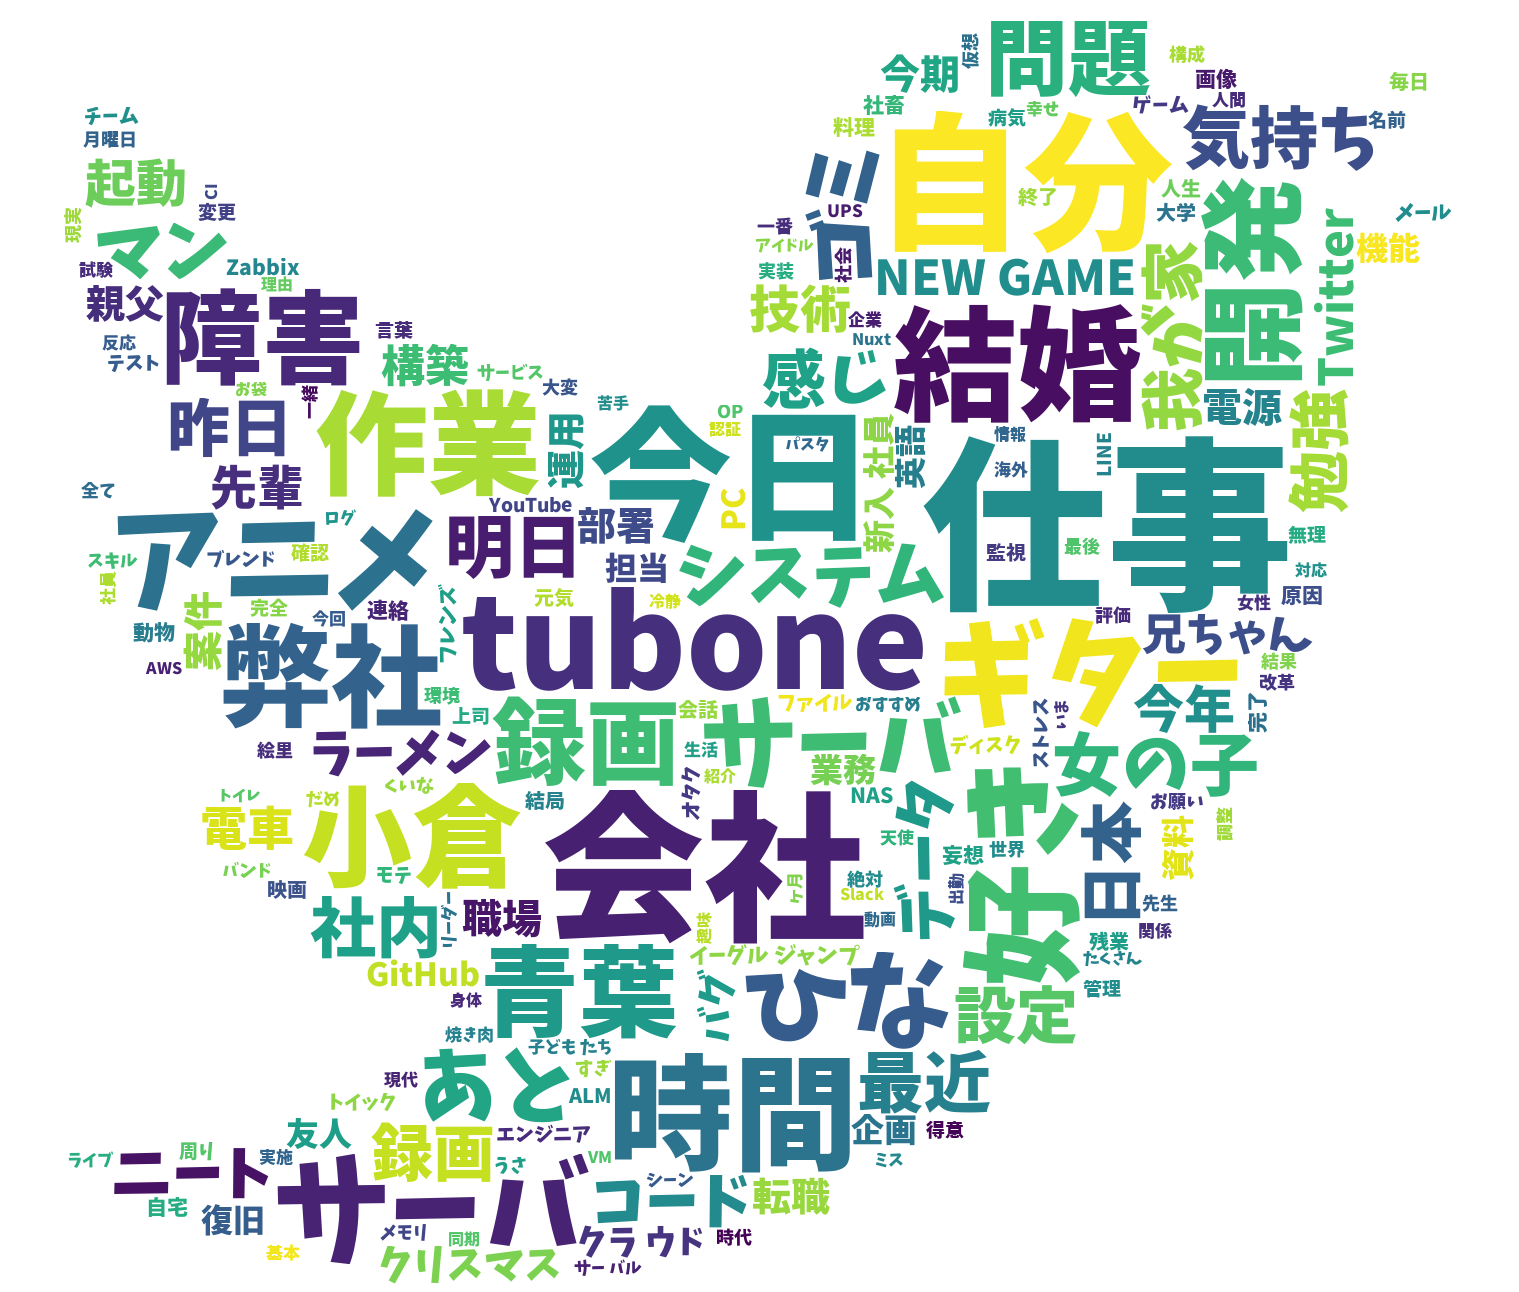 問題
今期
仮想
構成
画像
毎日
社畜
病気
幸せ
ゲーム
人間
料理
自分
気持ち
名前
チーム
月曜日
起動
CI
変更
現実
マン
試験
Zabbix
理由
親父
障害
言葉
反応
テスト
ゴミ
UPS
終了
人生
大学
開発
メール
一番
アイドル
社会
実装
NEW GAME
我が家
Twitter
機能
技術
企業
Nuxt
結婚
構築
サービス
大変
お袋
一緒
昨日
作業
苦手
感じ
電源
勉強
運用
今日
OP
認証
パスタ
新入社員
英語
情報
海外
LINE
仕事
先輩
全て
YouTube
PC
アニメ
ログ
明日
部署
担当
システム
監視
最後
無理
スキル
ブレンド
確認
対応
社員
完全
今回
連絡
フレンズ
元気
冷静
評価
女性
原因
動物
案件
AWS
弊社
tubone
ギター
兄ちゃん
環境
上司
会話
ファイル
おすすめ
結果
改革
絵里
ラーメン
録画サーバ
生活
紹介
業務
ディスク
ストレス
いま
今年
完了
女の子
トイレ
電車
だめ
くいな
小倉
結局
オタク
NAS
データ
好き
お願い
日本
資料
調整
バンド
映画
モテ
会社
ヶ月
天使
妄想
世界
絶対
Slack
出勤
動画
先生
関係
社内
リーダー
職場
趣味
残業
たくさん
GitHub
青葉
イーグルジャンプ
身体
バグ
ひな
設定
管理
焼き肉
子どもたち
現代
あと
すぎ
ALM
時間
最近
トイック
友人
録画
エンジニア
企画
得意
ライブ
周り
実施
うさ
VM
シーン
ミス
ニート
自宅
復旧
サーバ
コード
転職
基本
メモリ
同期
クラウド
時代
クリスマス
サーバル